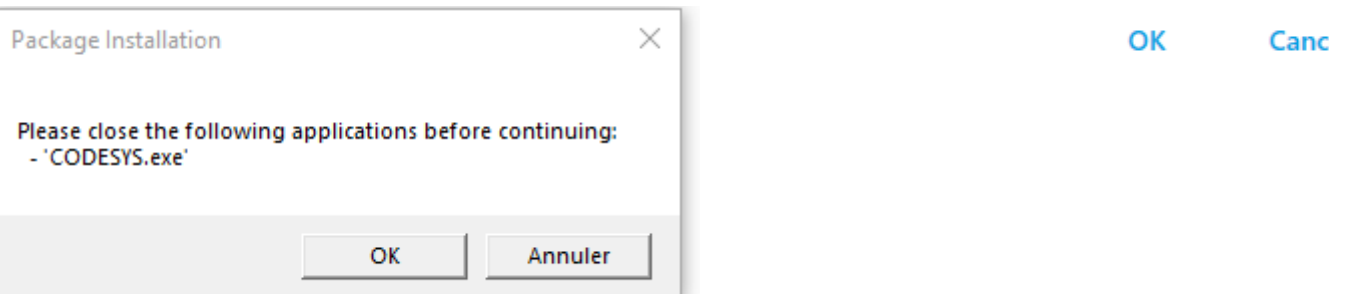 Package Installation
OK Canc
Please close the following applications before continuing:
- 'CODESYS.exe'
OK Annuler